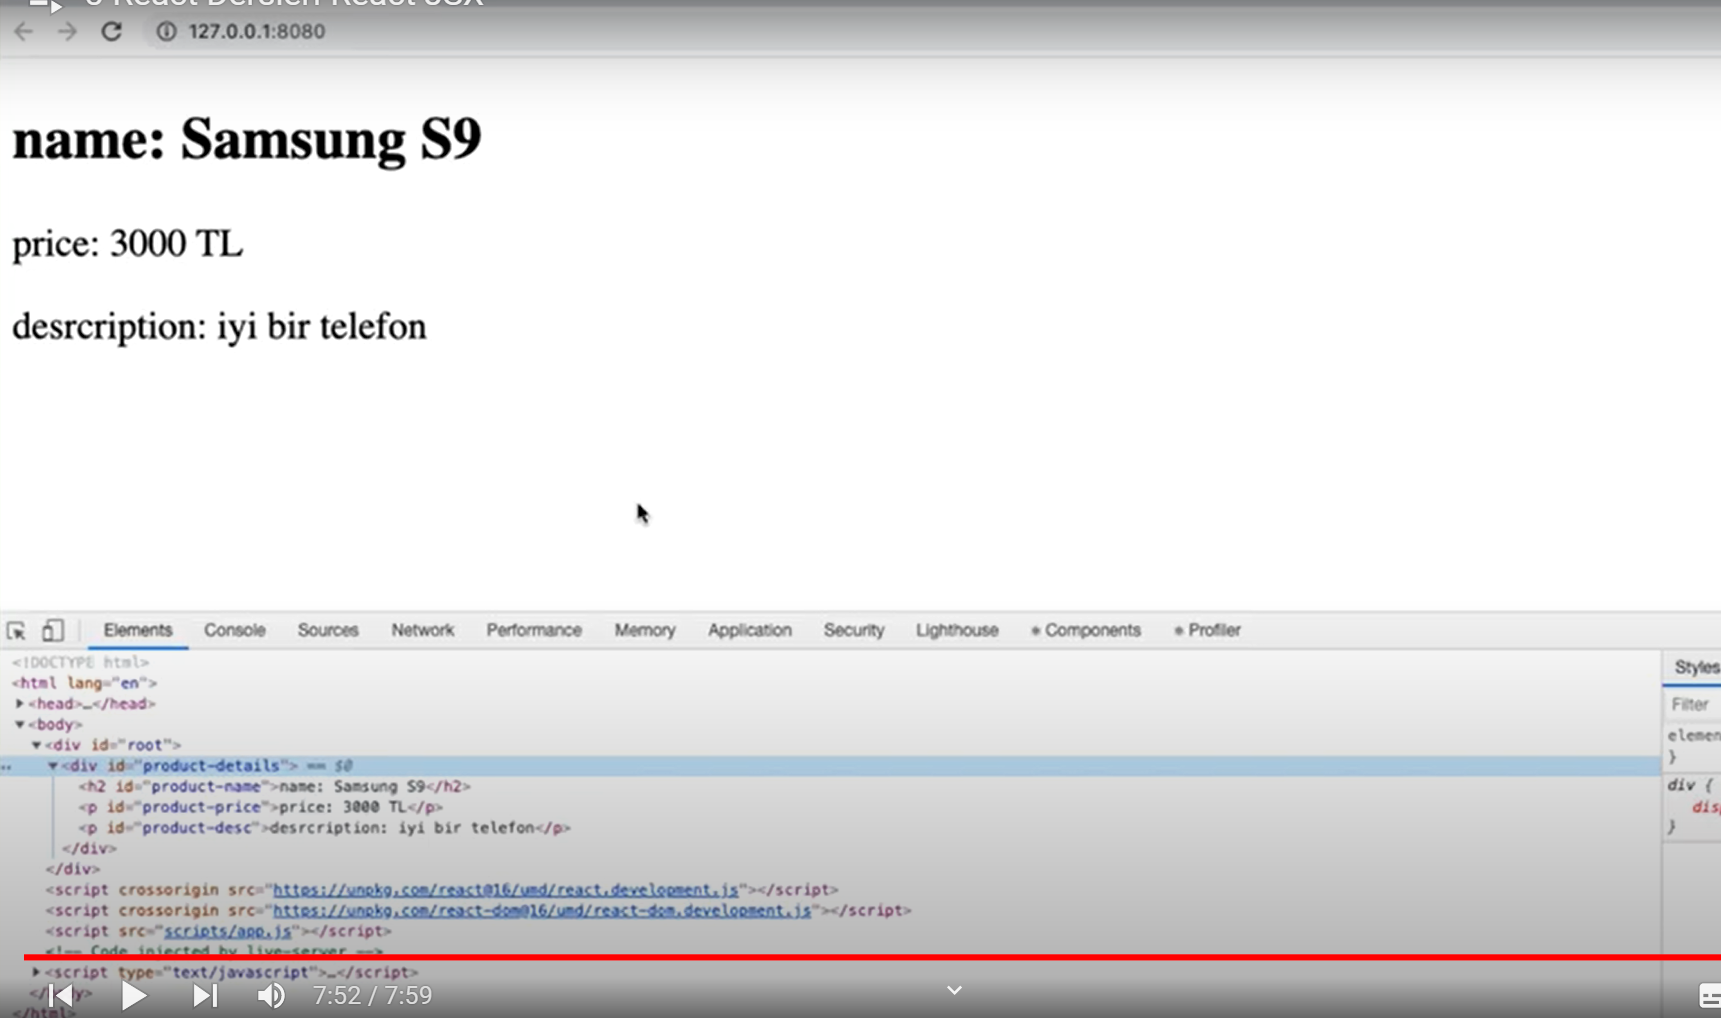 127.0.0.1:8080
name: Samsung S9
price: 3000 TL
desrcription: iyi bir telefon
Elements Console Sources Network Performance Memory Application Security Lighthouse Components Profiler
<!DOCTYPE html>
<html lang="en">
<head>…</head>
<body>
<div id="root">
<div id="product-details"> == $0
<h2 id="product-name">name: Samsung S9</h2>
<p id="product-price">price: 3000 TL</p>
<p id="product-desc">desrcription: iyi bir telefon</p>
</div>
</div>
<script crossorigin src="https://unpkg.com/react@16/umd/react.development.js"></script>
<script crossorigin src="https://unpkg.com/react-dom@16/umd/react-dom.development.js"></script>
<script src="scripts/app.js"></script>
<!-- Code injected by live-server -->
<script type="text/javascript">…</script>
</html>
Styles
Filter
elemen
}
div {
disp
}
7:52 / 7:59